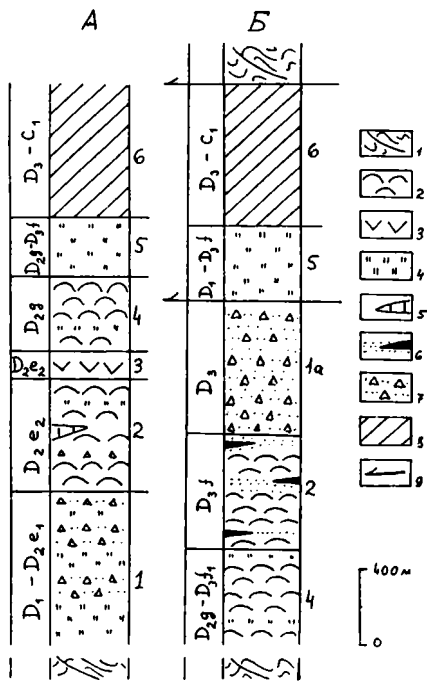 А
Б
D₃ – C₁
6
D₂g-D₃f
5
D₂g
4
D₂e₂
3
D₂e₂
2
D₁ – D₂e₁
1
D₃ – C₁
6
D₁-D₃f
5
D₃
1а
D₃f
2
D₂g-D₃f₁
4
1
2
3
4
5
6
7
8
9
400м
0